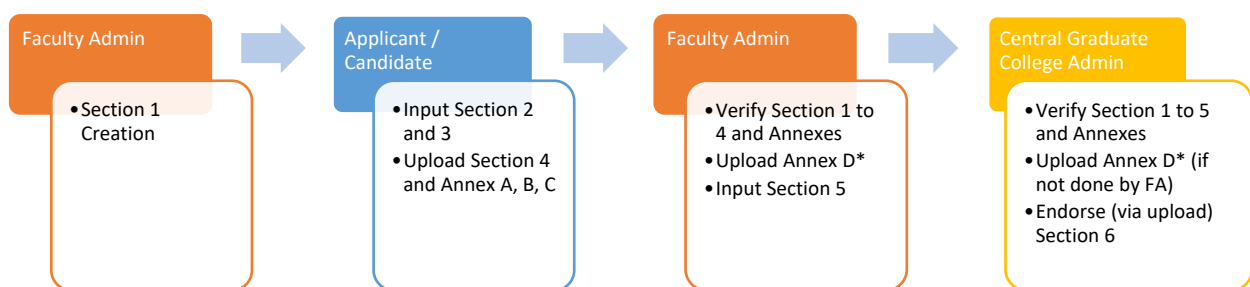 Faculty Admin
•Section 1
Creation
Applicant /
Candidate
•Input Section 2
and 3
•Upload Section 4
and Annex A, B, C
Faculty Admin
•Verify Section 1 to
4 and Annexes
•Upload Annex D*
•Input Section 5
Central Graduate
College Admin
•Verify Section 1 to 5
and Annexes
•Upload Annex D* (if
not done by FA)
•Endorse (via upload)
Section 6